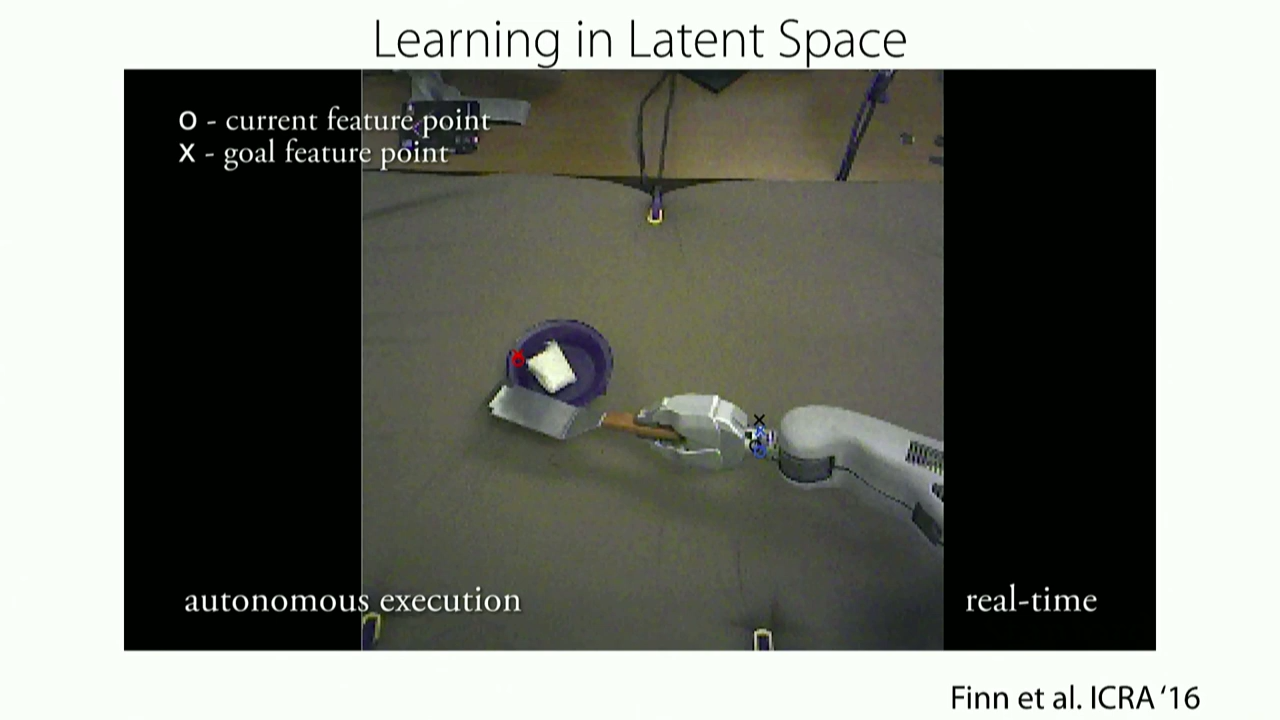 Learning in Latent Space
O - current feature point
X - goal feature point
autonomous execution
real-time
Finn et al. ICRA ‘16